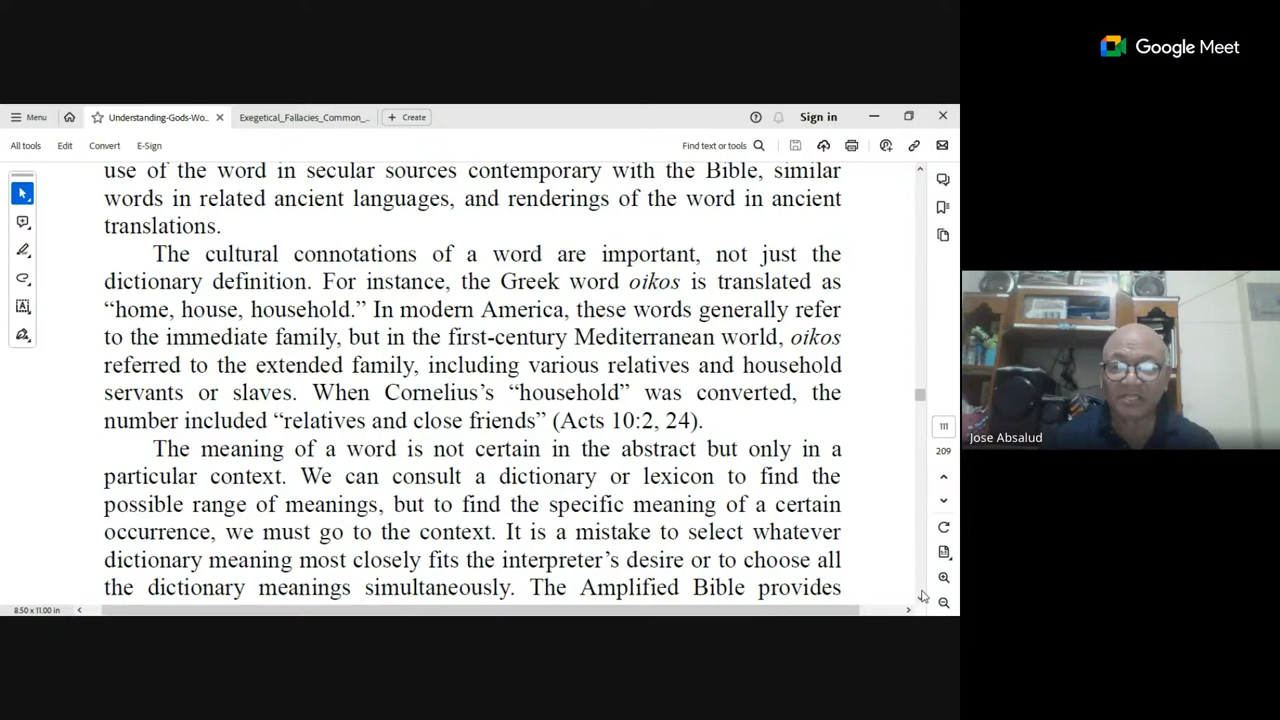 Google Meet
Menu
Understanding-Gods-Wo...
Exegetical_Fallacies_Common_...
Create
Sign in
All tools
Edit
Convert
E-Sign
Find text or tools
use of the word in secular sources contemporary with the Bible, similar
words in related ancient languages, and renderings of the word in ancient
translations.
The cultural connotations of a word are important, not just the
dictionary definition. For instance, the Greek word oikos is translated as
“home, house, household.” In modern America, these words generally refer
to the immediate family, but in the first-century Mediterranean world, oikos
referred to the extended family, including various relatives and household
servants or slaves. When Cornelius’s “household” was converted, the
number included “relatives and close friends” (Acts 10:2, 24).
The meaning of a word is not certain in the abstract but only in a
particular context. We can consult a dictionary or lexicon to find the
possible range of meanings, but to find the specific meaning of a certain
occurrence, we must go to the context. It is a mistake to select whatever
dictionary meaning most closely fits the interpreter’s desire or to choose all
the dictionary meanings simultaneously. The Amplified Bible provides
111
209
8.50 x 11.00 in
Jose Absalud